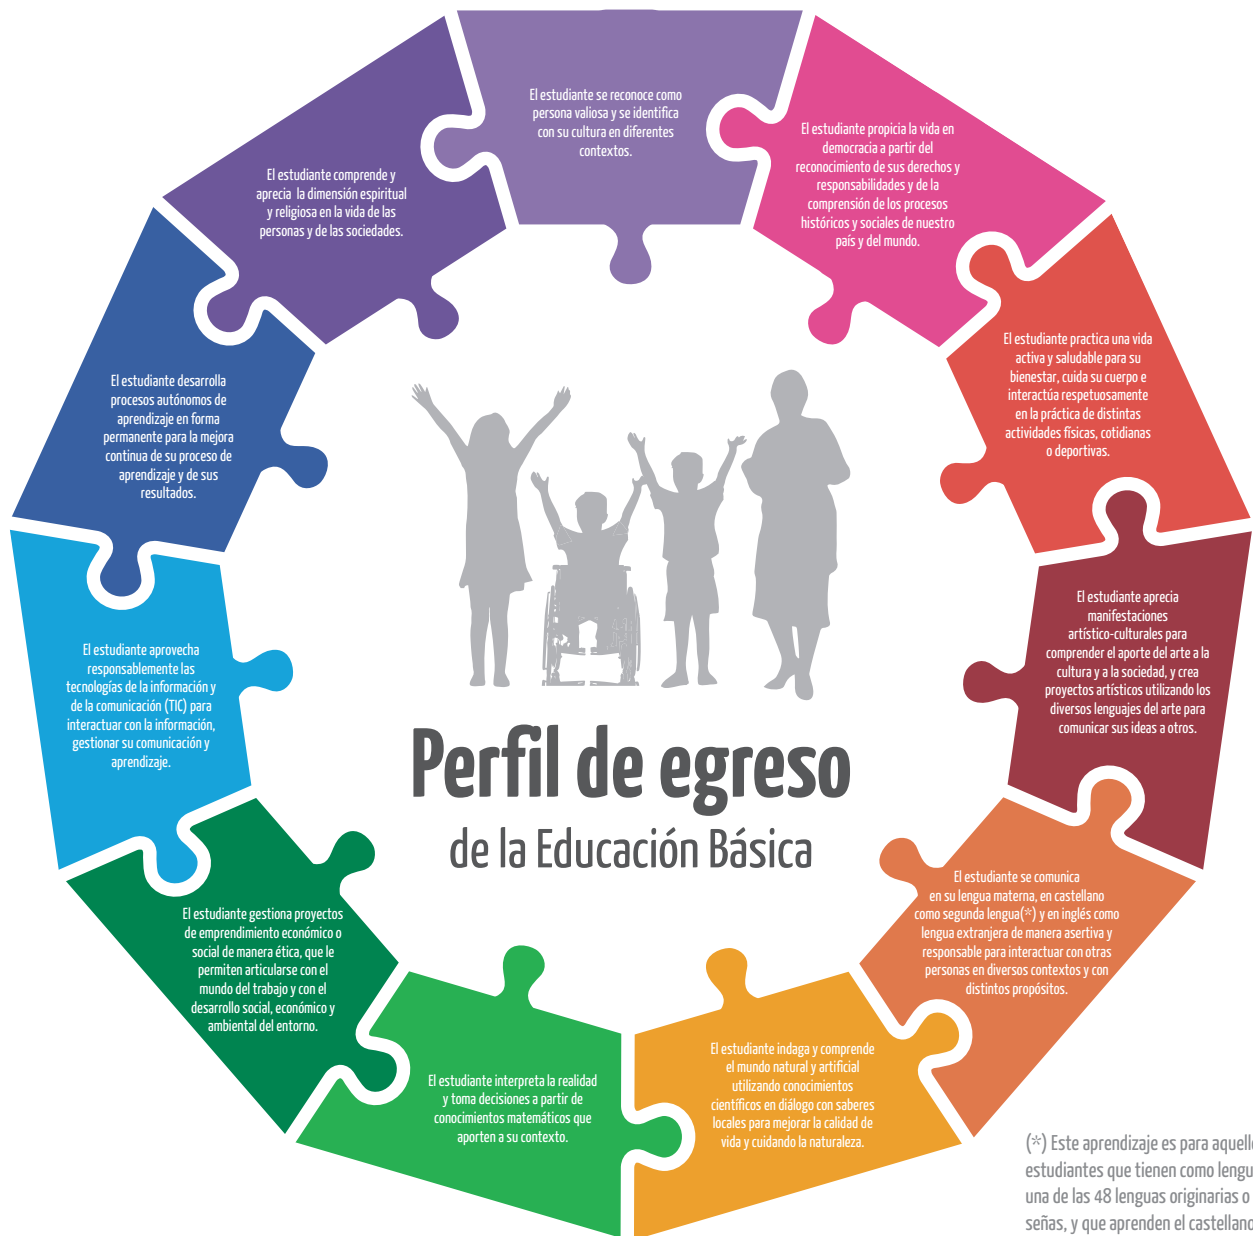 El estudiante se reconoce como
persona valiosa y se identifica
con su cultura en diferentes
contextos.
El estudiante propicia la vida en
democracia a partir del
reconocimiento de sus derechos y
responsabilidades y de la
comprensión de los procesos
históricos y sociales de nuestro
país y del mundo.
El estudiante practica una vida
activa y saludable para su
bienestar, cuida su cuerpo e
interactúa respetuosamente
en la práctica de distintas
actividades físicas, cotidianas
o deportivas.
El estudiante aprecia
manifestaciones
artístico-culturales para
comprender el aporte del arte a la
cultura y a la sociedad, y crea
proyectos artísticos utilizando los
diversos lenguajes del arte para
comunicar sus ideas a otros.
El estudiante se comunica
en su lengua materna, en castellano
como segunda lengua(*) y en inglés como
lengua extranjera de manera asertiva y
responsable para interactuar con otras
personas en diversos contextos y con
distintos propósitos.
El estudiante indaga y comprende
el mundo natural y artificial
utilizando conocimientos
científicos en diálogo con saberes
locales para mejorar la calidad de
vida y cuidando la naturaleza.
El estudiante interpreta la realidad
y toma decisiones a partir de
conocimientos matemáticos que
aporten a su contexto.
El estudiante gestiona proyectos
de emprendimiento económico o
social de manera ética, que le
permiten articularse con el
mundo del trabajo y con el
desarrollo social, económico y
ambiental del entorno.
El estudiante aprovecha
responsablemente las
tecnologías de la información y
de la comunicación (TIC) para
interactuar con la información,
gestionar su comunicación y
aprendizaje.
El estudiante desarrolla
procesos autónomos de
aprendizaje en forma
permanente para la mejora
continua de su proceso de
aprendizaje y de sus
resultados.
El estudiante comprende y
aprecia la dimensión espiritual
y religiosa en la vida de las
personas y de las sociedades.
Perfil de egreso
de la Educación Básica
(*) Este aprendizaje es para
estudiantes que tienen como
una de las 48 lenguas originarias o
señas, y que aprenden el castellano